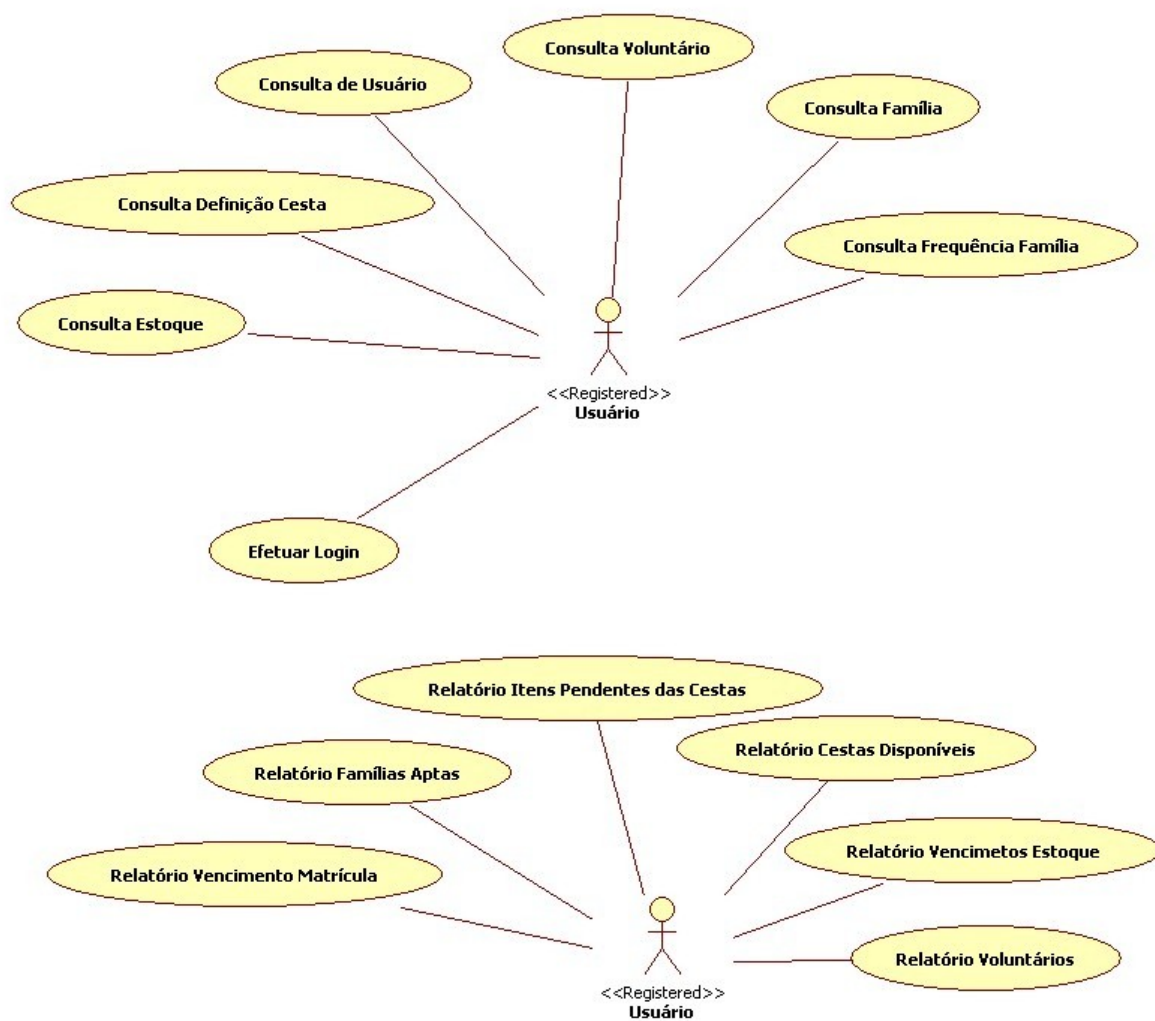 Consulta Voluntário
Consulta de Usuário
Consulta Família
Consulta Definição Cesta
Consulta Frequência Família
Consulta Estoque
<<Registered>>
Usuário
Efetuar Login
Relatório Itens Pendentes das Cestas
Relatório Cestas Disponíveis
Relatório Famílias Aptas
Relatório Vencimetos Estoque
Relatório Vencimento Matrícula
Relatório Voluntários
<<Registered>>
Usuário